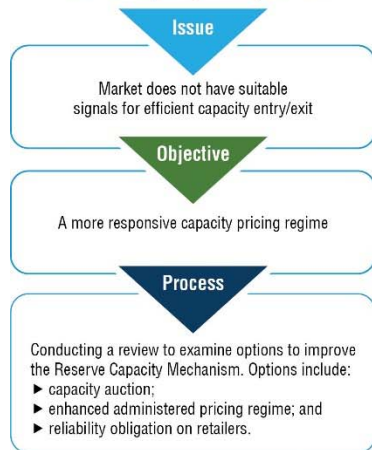 Issue
Market does not have suitable
signals for efficient capacity entry/exit
Objective
A more responsive capacity pricing regime
Process
Conducting a review to examine options to improve
the Reserve Capacity Mechanism. Options include:
▶ capacity auction;
▶ enhanced administered pricing regime; and
▶ reliability obligation on retailers.